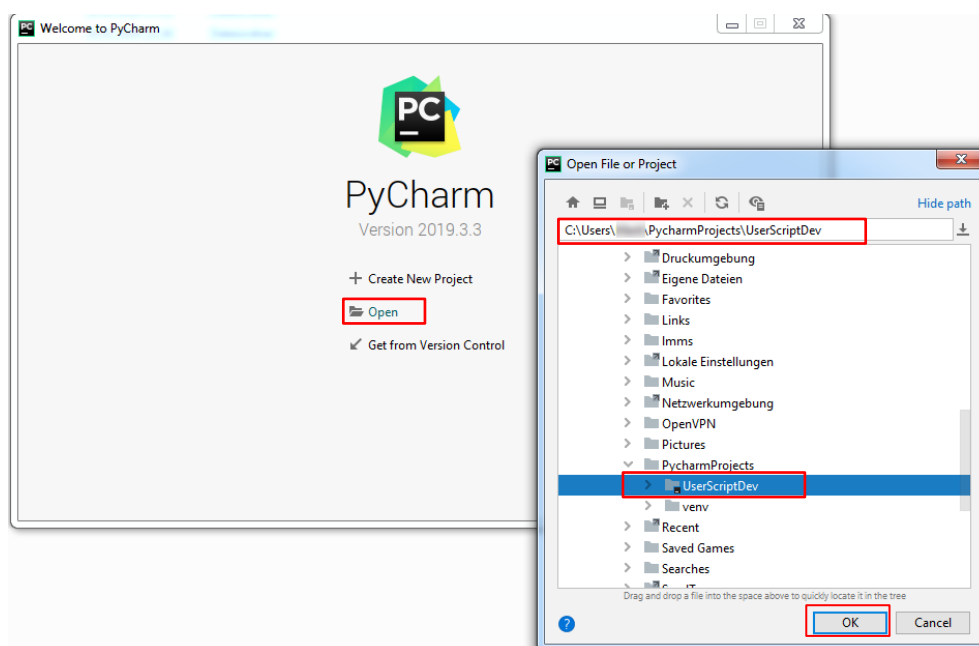 Welcome to PyCharm
PC
PyCharm
Version 2019.3.3
Create New Project
Open
Get from Version Control
Open File or Project
Hide path
C:\Users\ \PycharmProjects\UserScriptDev
Druckumgebung
Eigene Dateien
Favorites
Links
Imms
Lokale Einstellungen
Music
Netzwerkumgebung
OpenVPN
Pictures
PycharmProjects
UserScriptDev
venv
Recent
Saved Games
Searches
Drag and drop a file into the space above to quickly locate it in the tree
OK
Cancel